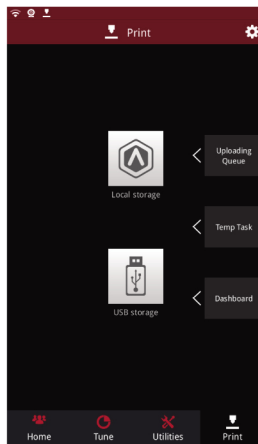 Print
Uploading
Queue
Local storage
Temp Task
Dashboard
USB storage
Home
Tune
Utilities
Print